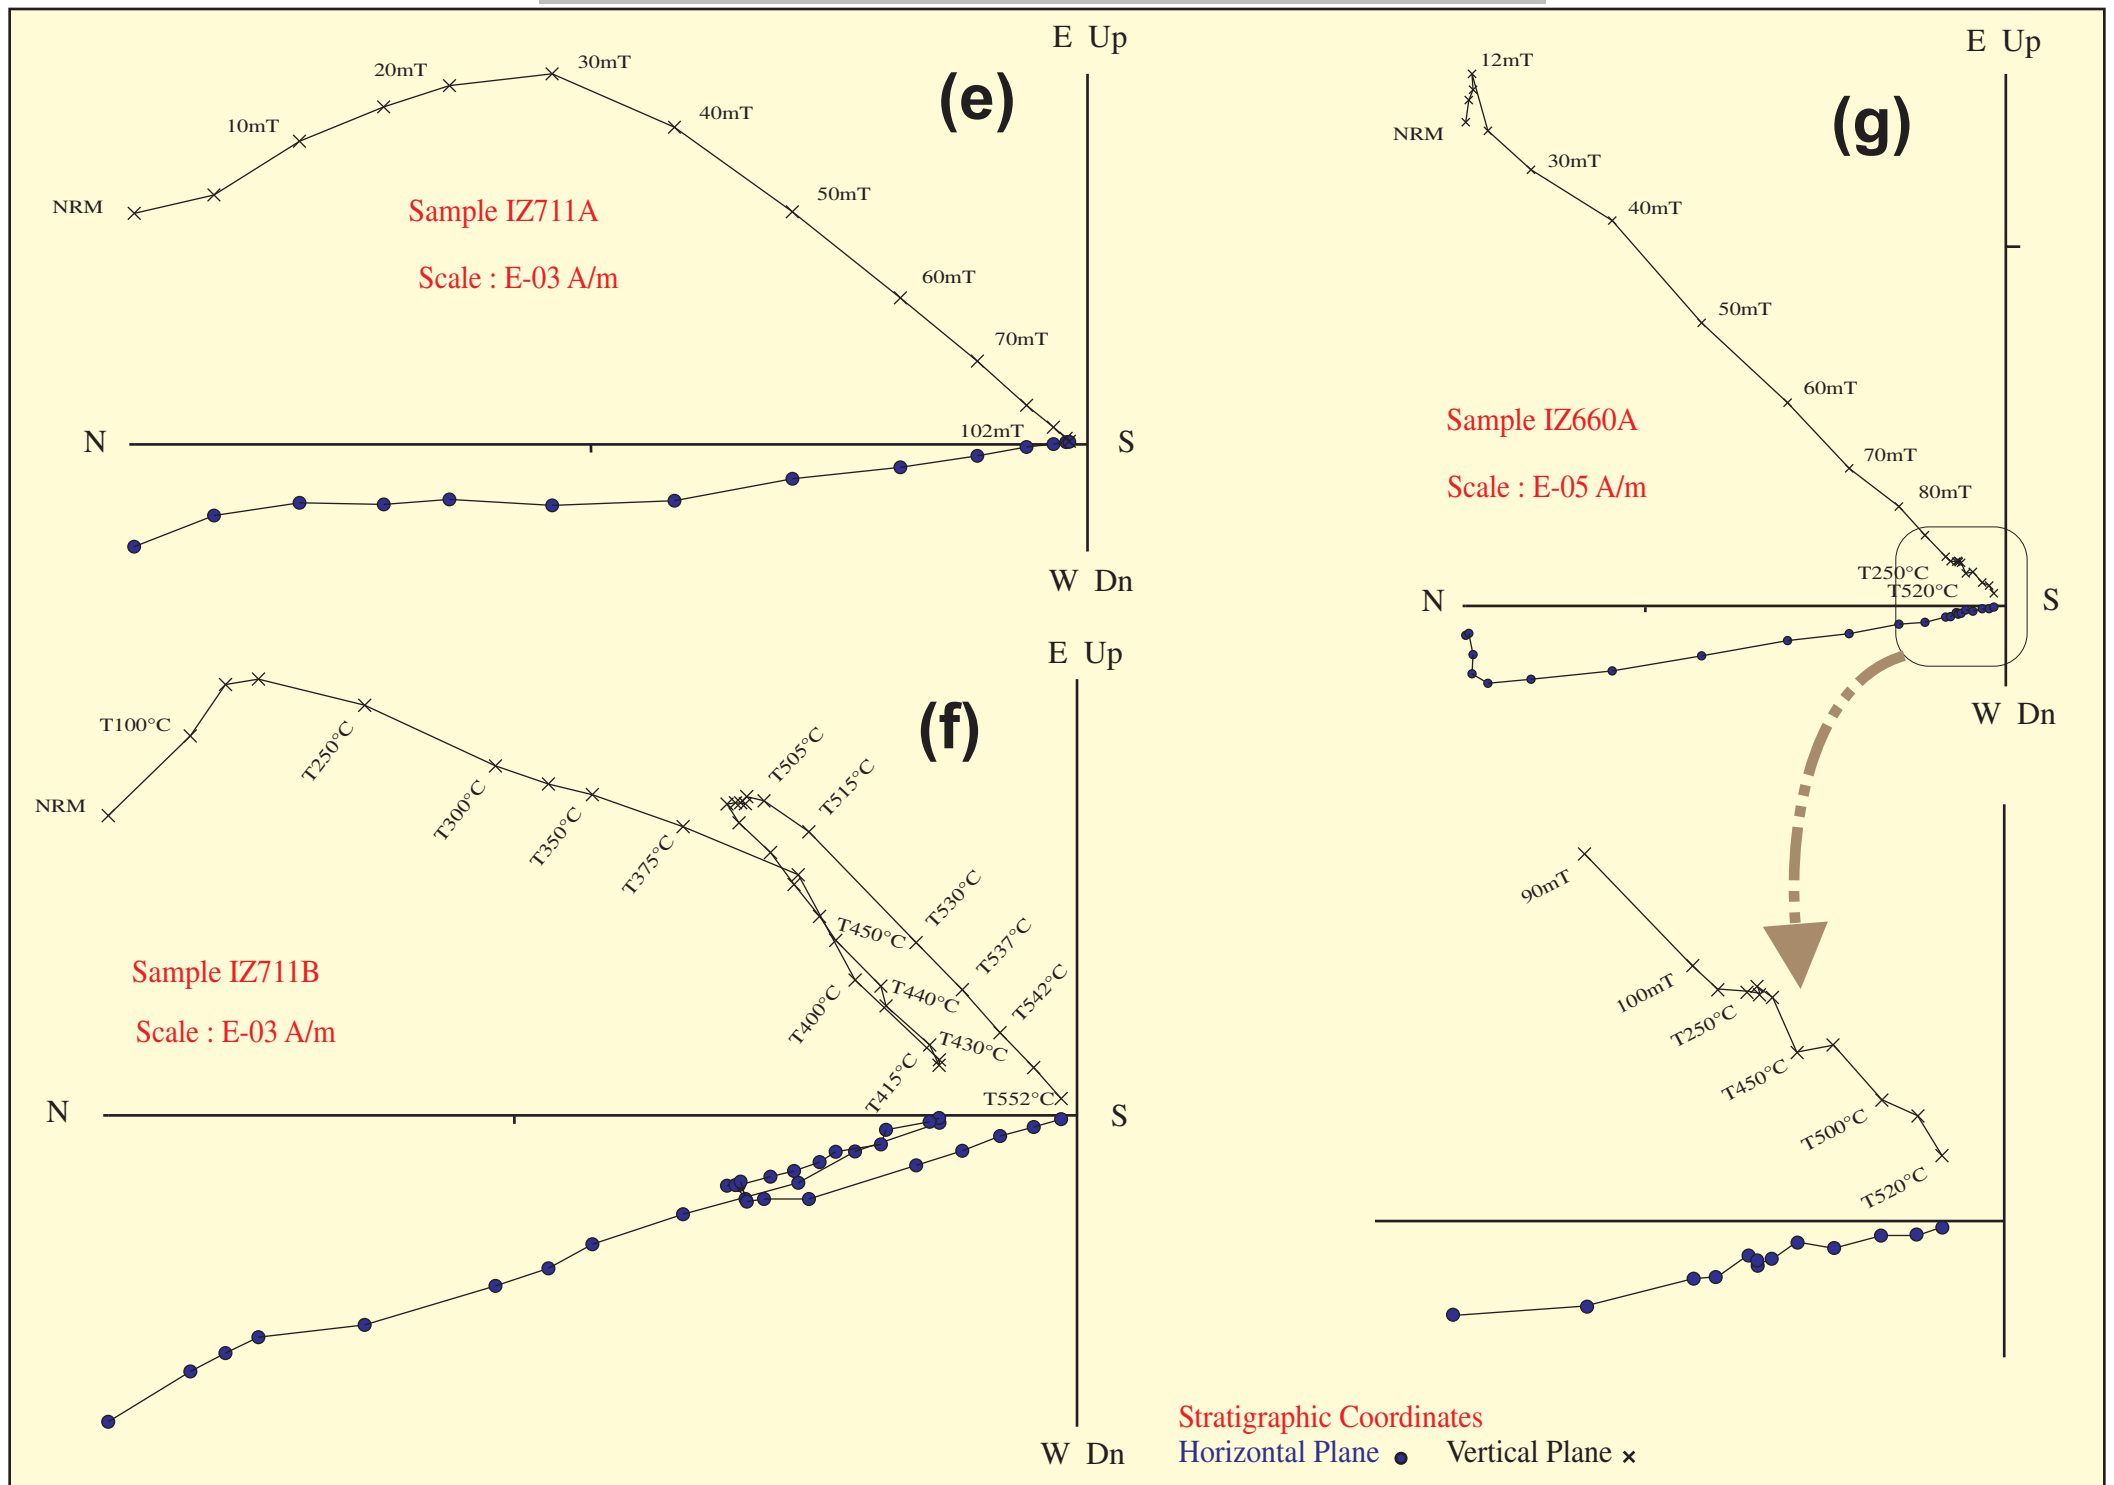 E Up
(e)
30mT
20mT
10mT
40mT
NRM
Sample IZ711A
50mT
Scale : E-03 A/m
60mT
70mT
102mT
N
S
W Dn
E Up
(g)
12mT
NRM
30mT
40mT
50mT
60mT
Sample IZ660A
70mT
Scale : E-05 A/m
80mT
T250°C
T520°C
N
S
W Dn
E Up
(f)
T100°C
NRM
T250°C
T300°C
T350°C
T375°C
T505°C
T515°C
T530°C
T450°C
T537°C
T440°C
T542°C
T400°C
T430°C
T415°C
T552°C
Sample IZ711B
Scale : E-03 A/m
N
S
W Dn
90mT
100mT
T250°C
T450°C
T500°C
T520°C
Stratigraphic Coordinates
Horizontal Plane
Vertical Plane